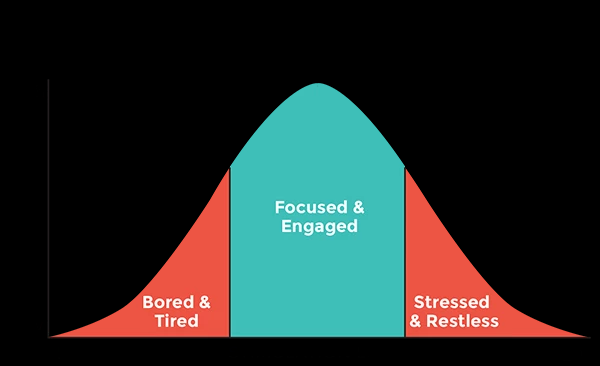 Focused &
Engaged
Bored &
Tired
Stressed
& Restless